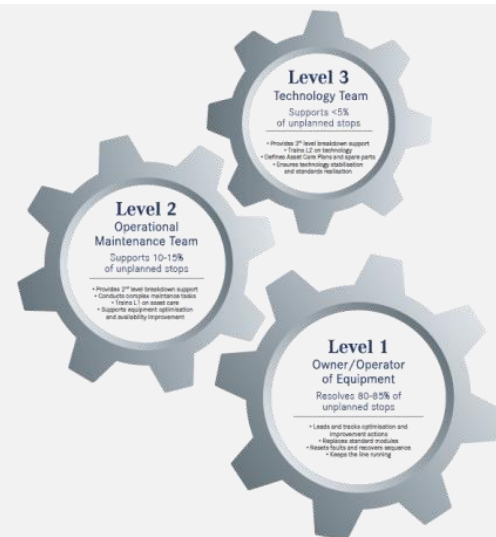 Level 3
Technology Team
Supports <5%
of unplanned stops
• Provides 3rd level breakdown support
• Trains L2 on technology
• Defines Asset Care Plans and spare parts
• Ensures technology stabilisation
and standards realisation
Level 2
Operational
Maintenance Team
Supports 10-15%
of unplanned stops
• Provides 2nd level breakdown support
• Conducts complex maintance tasks
• Trains L1 on asset care
• Supports equipment optimisation
and availability improvement
Level 1
Owner/Operator
of Equipment
Resolves 80-85% of
unplanned stops
• Leads and tracks optimisation and
improvement actions
• Replaces standard modules
• Resets faults and recovers sequence
• Keeps the line running